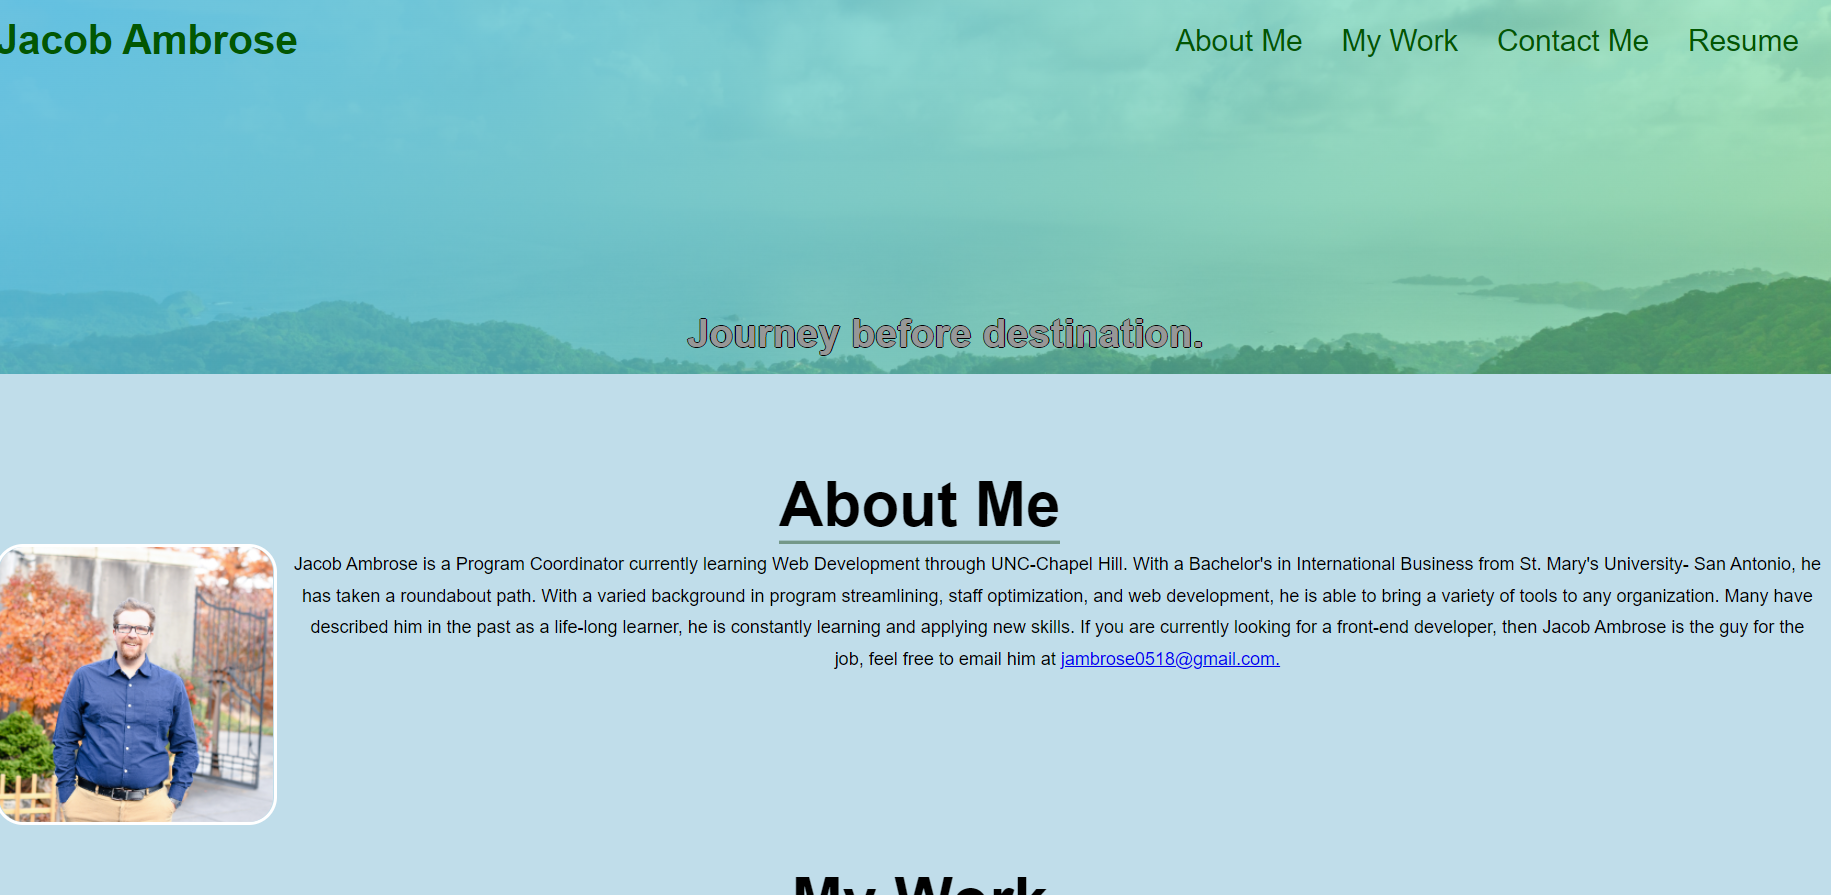 Jacob Ambrose
About Me My Work Contact Me Resume
Journey before destination.
About Me
Jacob Ambrose is a Program Coordinator currently learning Web Development through UNC-Chapel Hill. With a Bachelor's in International Business from St. Mary's University- San Antonio, he
has taken a roundabout path. With a varied background in program streamlining, staff optimization, and web development, he is able to bring a variety of tools to any organization. Many have
described him in the past as a life-long learner, he is constantly learning and applying new skills. If you are currently looking for a front-end developer, then Jacob Ambrose is the guy for the
job, feel free to email him at jambrose0518@gmail.com.
My Work